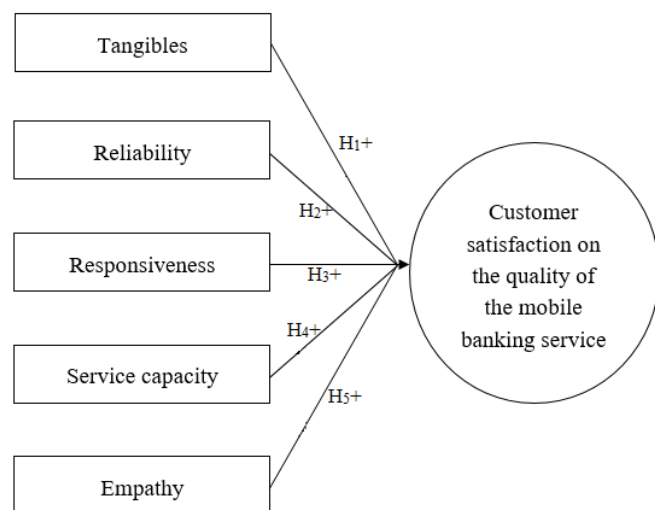 Tangibles
H1+
Reliability
H2+
Responsiveness
H3+
Service capacity
H4+
Empathy
H5+
Customer
satisfaction on
the quality of
the mobile
banking service